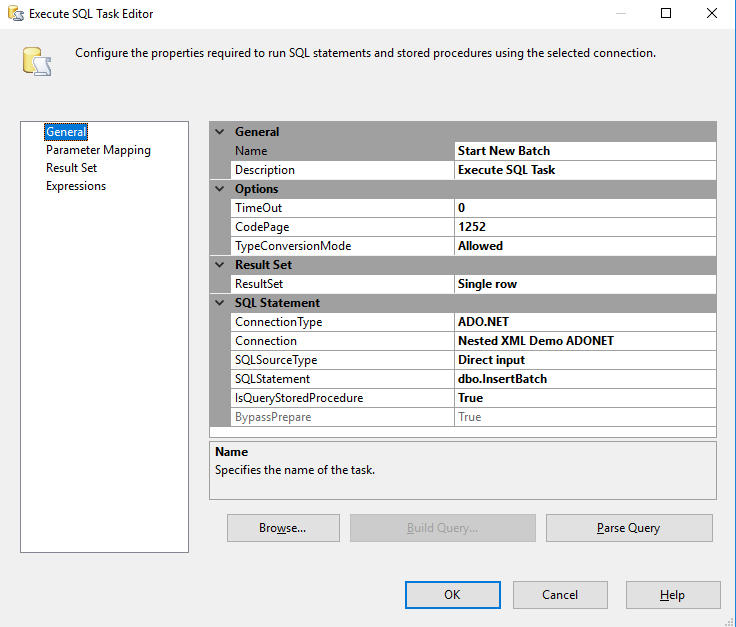 Execute SQL Task Editor
Configure the properties required to run SQL statements and stored procedures using the selected connection.
General
Parameter Mapping
Result Set
Expressions
General
Name Start New Batch
Description Execute SQL Task
Options
TimeOut 0
CodePage 1252
TypeConversionMode Allowed
Result Set
ResultSet Single row
SQL Statement
ConnectionType ADO.NET
Connection Nested XML Demo ADONET
SQLSourceType Direct input
SQLStatement dbo.InsertBatch
IsQueryStoredProcedure True
BypassPrepare True
Name
Specifies the name of the task.
Browse... Build Query... Parse Query
OK Cancel Help